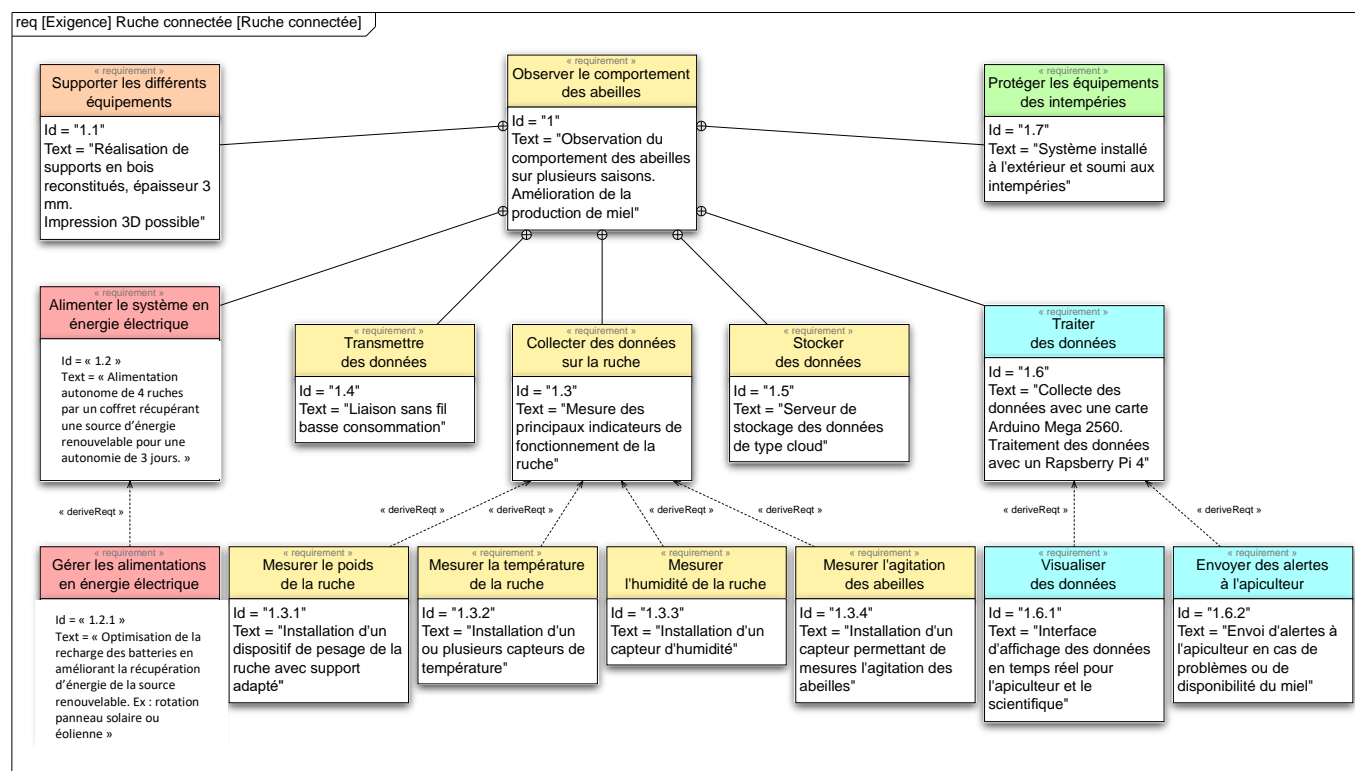 req [Exigence] Ruche connectée [Ruche connectée]
« requirement »
Supporter les différents
équipements
Id = "1.1"
Text = "Réalisation de
supports en bois
reconstitués, épaisseur 3
mm.
Impression 3D possible"
« requirement »
Observer le comportement
des abeilles
Id = "1"
Text = "Observation du
comportement des abeilles
sur plusieurs saisons.
Amélioration de la
production de miel"
« requirement »
Protéger les équipements
des intempéries
Id = "1.7"
Text = "Système installé
à l'extérieur et soumi aux
intempéries"
« requirement »
Alimenter le système en
énergie électrique
Id = « 1.2 »
Text = « Alimentation
autonome de 4 ruches
par un coffret récupérant
une source d’énergie
renouvelable pour une
autonomie de 3 jours. »
« requirement »
Transmettre
des données
Id = "1.4"
Text = "Liaison sans fil
basse consommation"
« requirement »
Collecter des données
sur la ruche
Id = "1.3"
Text = "Mesure des
principaux indicateurs de
fonctionnement de la
ruche"
« requirement »
Stocker
des données
Id = "1.5"
Text = "Serveur de
stockage des données
de type cloud"
« requirement »
Traiter
des données
Id = "1.6"
Text = "Collecte des
données avec une carte
Arduino Mega 2560.
Traitement des données
avec un Rapsberry Pi 4"
« deriveReqt »
« deriveReqt »
« deriveReqt »
« deriveReqt »
« deriveReqt »
« deriveReqt »
« deriveReqt »
« requirement »
Gérer les alimentations
en énergie électrique
Id = « 1.2.1 »
Text = « Optimisation de la
recharge des batteries en
améliorant la récupération
d’énergie de la source
renouvelable. Ex : rotation
panneau solaire ou
éolienne »
« requirement »
Mesurer le poids
de la ruche
Id = "1.3.1"
Text = "Installation d'un
dispositif de pesage de la
ruche avec support
adapté"
« requirement »
Mesurer la température
de la ruche
Id = "1.3.2"
Text = "Installation d'un
ou plusieurs capteurs de
température"
« requirement »
Mesurer
l'humidité de la ruche
Id = "1.3.3"
Text = "Installation d'un
capteur d'humidité"
« requirement »
Mesurer l'agitation
des abeilles
Id = "1.3.4"
Text = "Installation d'un
capteur permettant de
mesures l'agitation des
abeilles"
« requirement »
Visualiser
des données
Id = "1.6.1"
Text = "Interface
d'affichage des données
en temps réel pour
l'apiculteur et le
scientifique"
« requirement »
Envoyer des alertes
à l'apiculteur
Id = "1.6.2"
Text = "Envoi d'alertes à
l'apiculteur en cas de
problèmes ou de
disponibilité du miel"